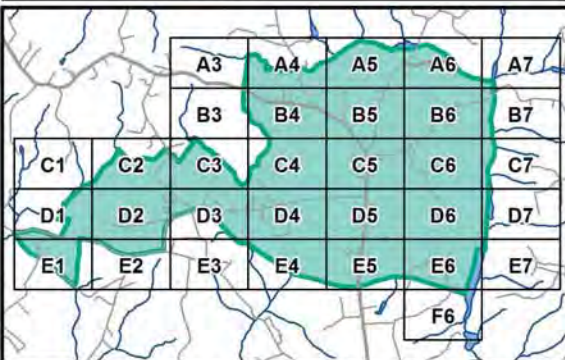 A3 A4 A5 A6 A7
B3 B4 B5 B6 B7
C1 C2 C3 C4 C5 C6 C7
D1 D2 D3 D4 D5 D6 D7
E1 E2 E3 E4 E5 E6 E7
F6